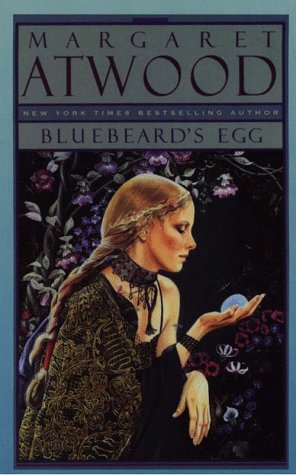 MARGARET
ATWOOD
NEW YORK TIMES BESTSELLING AUTHOR
BLUEBEARD'S EGG